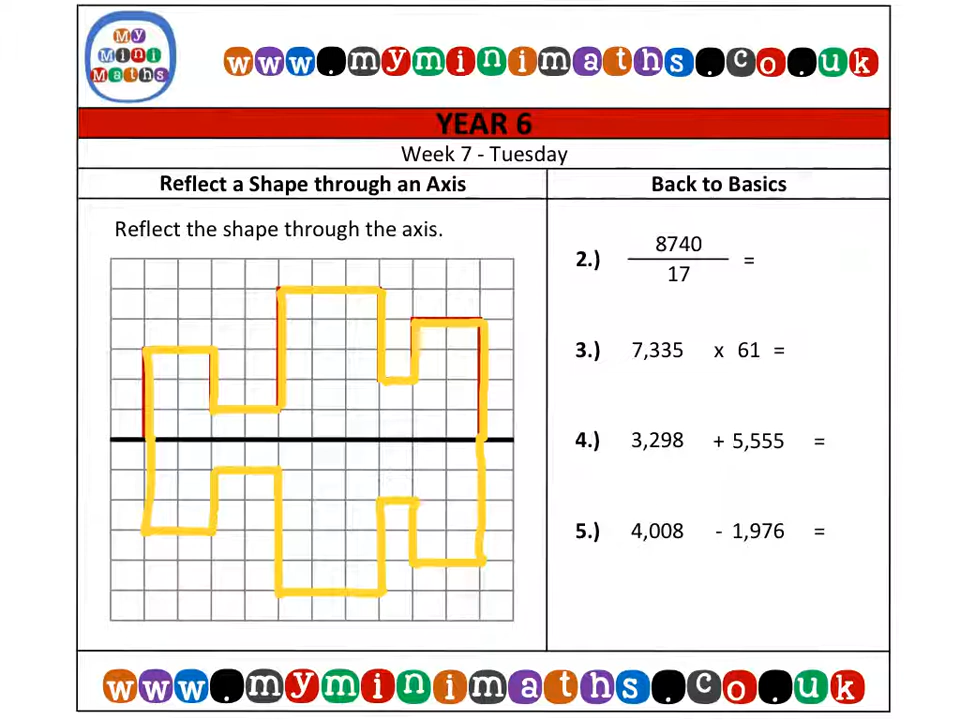 My
Mini
Maths
www.myminimaths.co.uk
YEAR 6
Week 7 - Tuesday
Reflect a Shape through an Axis
Back to Basics
Reflect the shape through the axis.
2.) 8740
17 =
3.) 7,335 x 61 =
4.) 3,298 + 5,555 =
5.) 4,008 - 1,976 =
www.myminimaths.co.uk